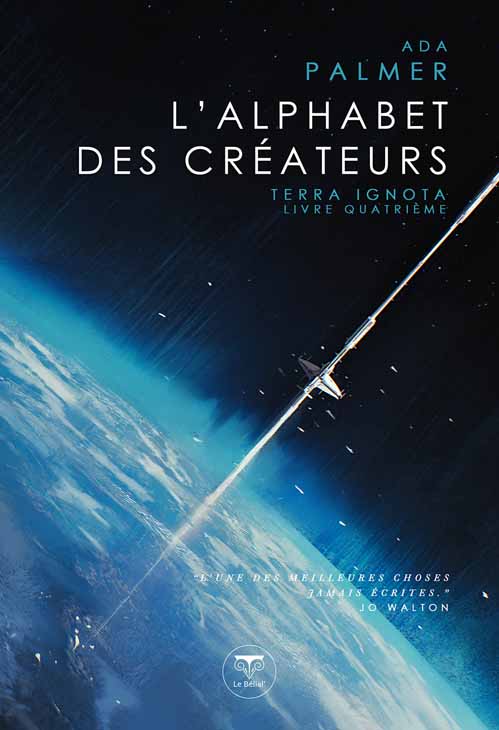 ADA
PALMER
L’ALPHABET
DES CRÉATEURS
TERRA IGNOTA
LIVRE QUATRIÈME
“L’UNE DES MEILLEURES CHOSES
JAMAIS ÉCRITES.”
JO WALTON
Le Bélial’